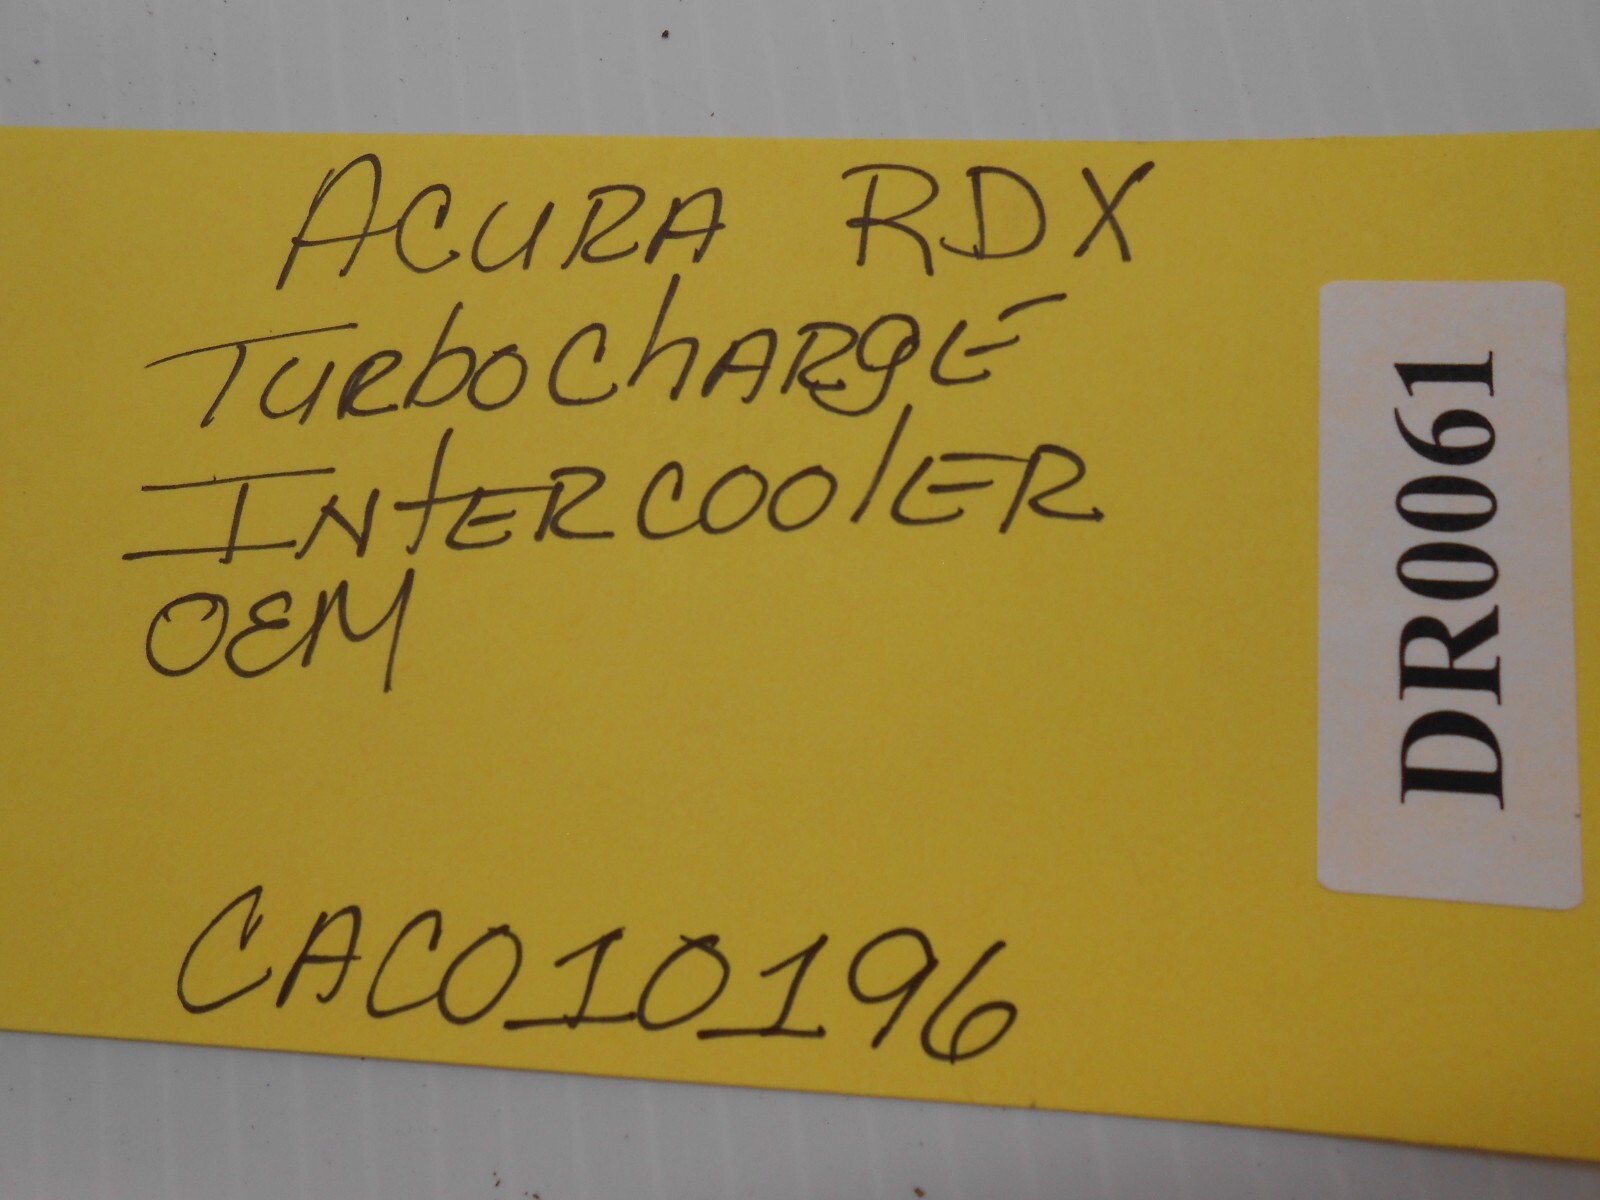 ACURA RDX
TURboChARgE
INtERCOOlER
OEM
CAC010196
DR0061